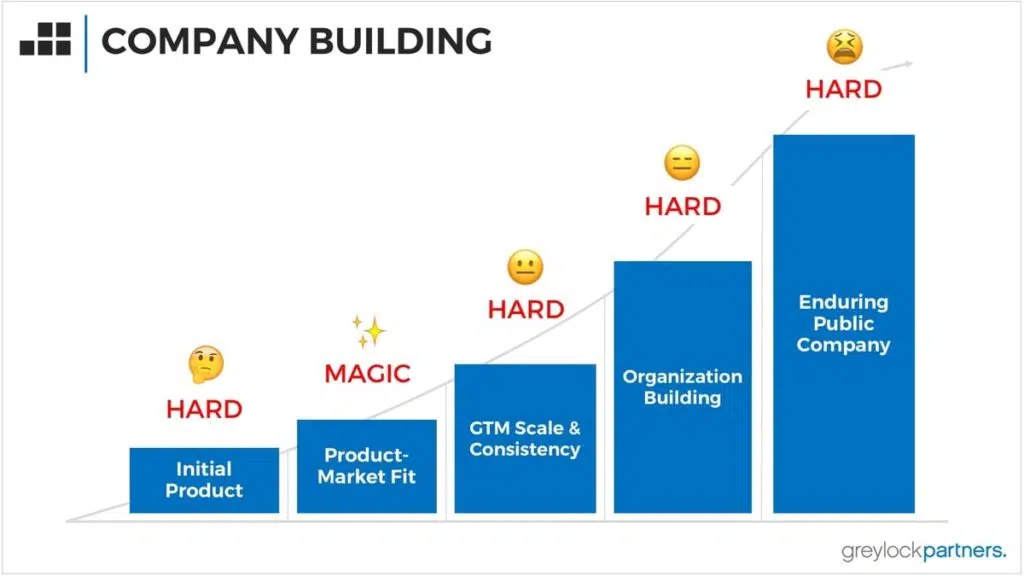 COMPANY BUILDING
HARD
Initial
Product
MAGIC
Product-
Market Fit
HARD
GTM Scale &
Consistency
HARD
Organization
Building
HARD
Enduring
Public
Company
greylockpartners.